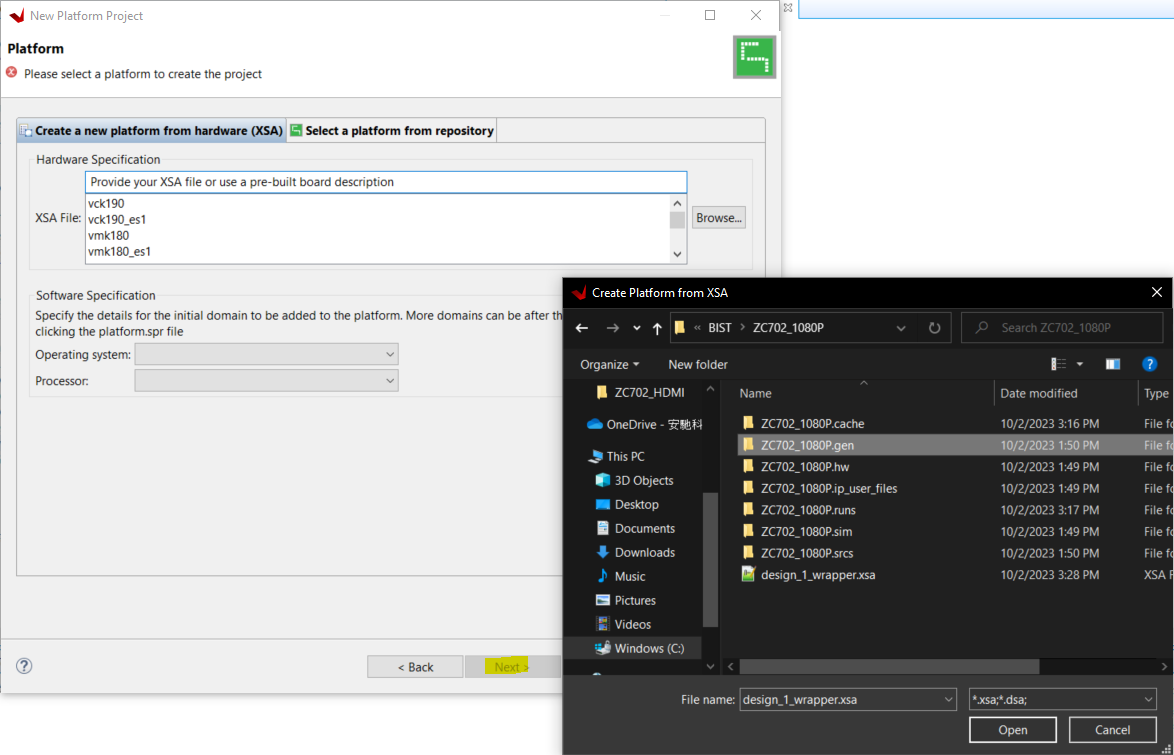 New Platform Project
Platform
Please select a platform to create the project
Create a new platform from hardware (XSA)
Select a platform from repository
Hardware Specification
Provide your XSA file or use a pre-built board description
XSA File:
vck190
vck190_es1
vmk180
vmk180_es1
Browse...
Software Specification
Specify the details for the initial domain to be added to the platform. More domains can be after th
clicking the platform.spr file
Operating system:
Processor:
< Back
Next >
Create Platform from XSA
« BIST > ZC702_1080P
Search ZC702_1080P
Organize
New folder
ZC702_HDMI
OneDrive - 安馳科
This PC
3D Objects
Desktop
Documents
Downloads
Music
Pictures
Videos
Windows (C:)
Name Date modified Type
ZC702_1080P.cache 10/2/2023 3:16 PM File fo
ZC702_1080P.gen 10/2/2023 1:50 PM File fo
ZC702_1080P.hw 10/2/2023 1:49 PM File fo
ZC702_1080P.ip_user_files 10/2/2023 1:49 PM File fo
ZC702_1080P.runs 10/2/2023 3:17 PM File fo
ZC702_1080P.sim 10/2/2023 1:49 PM File fo
ZC702_1080P.srcs 10/2/2023 1:50 PM File fo
design_1_wrapper.xsa 10/2/2023 3:28 PM XSA F
File name: design_1_wrapper.xsa
*.xsa;*.dsa;
Open
Cancel